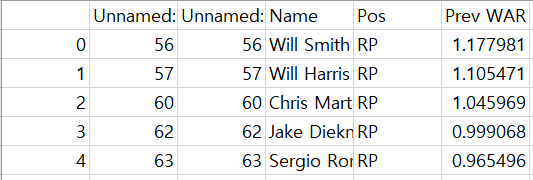 Unnamed: Unnamed: Name Pos Prev WAR
0 56 56 Will Smith RP 1.177981
1 57 57 Will Harris RP 1.105471
2 60 60 Chris Mart RP 1.045969
3 62 62 Jake Diekn RP 0.999068
4 63 63 Sergio Ror RP 0.965496